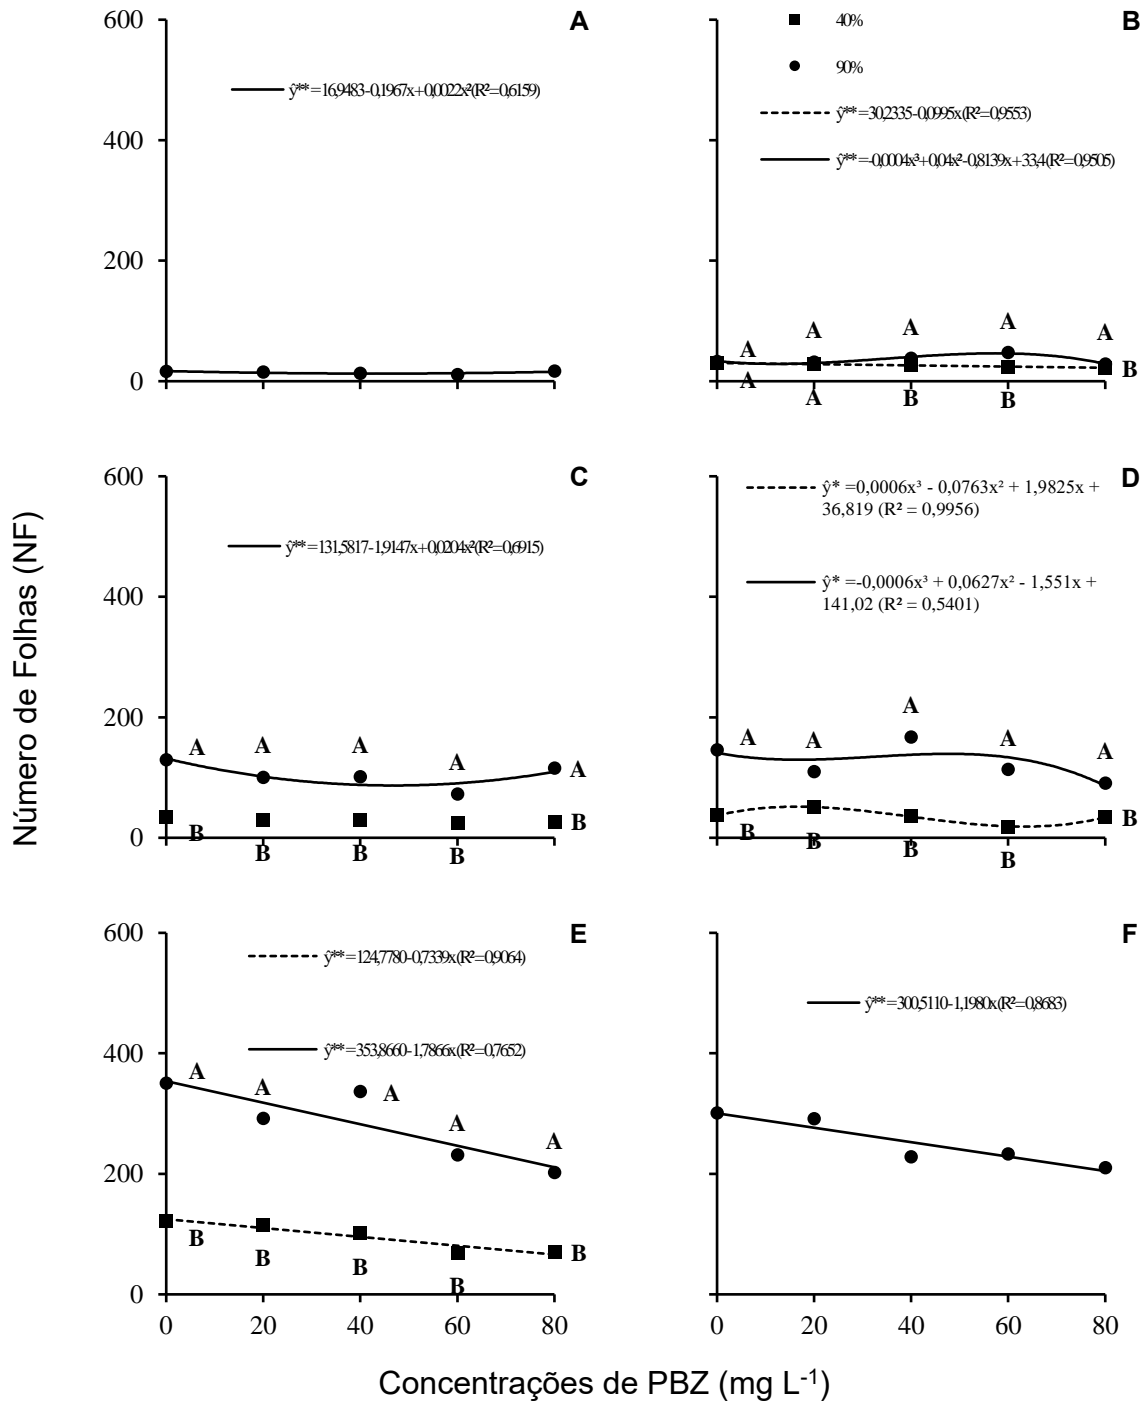 600
400
200
0
A
ŷ** = 16,9483-0,1967x+0,0022x² (R² = 0,6159)
B
40%
90%
ŷ** = 30,2335-0,0995x (R² = 0,9553)
ŷ** = -0,0004x³+0,04x²-0,8139x+33,4 (R² = 0,9505)
A A A A A
A A B B B
600
400
200
0
C
ŷ** = 131,5817-1,9147x+0,0204x² (R² = 0,6915)
A A A A A
B B B B B
D
ŷ* =0,0006x³ - 0,0763x² + 1,9825x +
36,819 (R² = 0,9956)
ŷ* =-0,0006x³ + 0,0627x² - 1,551x +
141,02 (R² = 0,5401)
A A A A A
B B B B B
600
400
200
0
E
ŷ** = 124,7780-0,7339x (R² = 0,9064)
ŷ** = 353,8660-1,7866x (R² = 0,7652)
A A A A A
B B B B B
0 20 40 60 80
F
ŷ** = 300,5110-1,1980x (R² = 0,8683)
0 20 40 60 80
Número de Folhas (NF)
Concentrações de PBZ (mg L⁻¹)